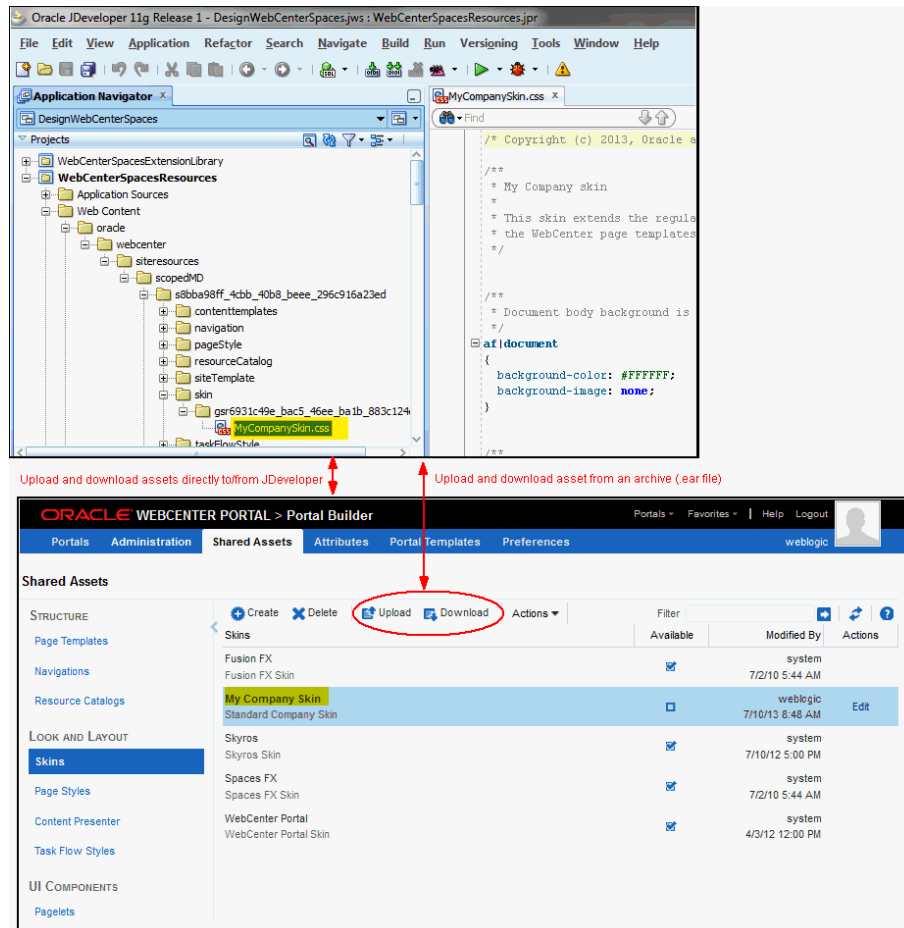 Oracle JDeveloper 11g Release 1 - DesignWebCenterSpaces.jws : WebCenterSpacesResources.jpr
File Edit View Application Refactor Search Navigate Build Run Versioning Tools Window Help
Application Navigator x
MyCompanySkin.css x
DesignWebCenterSpaces
Find
Projects
WebCenterSpacesExtensionLibrary
WebCenterSpacesResources
Application Sources
Web Content
oracle
webcenter
siteresources
scopedMD
s8bba98ff_4cbb_40b8_beee_296c916a23ed
contenttemplates
navigation
pageStyle
resourceCatalog
siteTemplate
skin
gsr6931c49e_bac5_46ee_ba1b_883c124
MyCompanySkin.css
taskFlowStyle
/* Copyright (c) 2013, Oracle a
/**
* My Company skin
*
* This skin extends the regula
* the WebCenter page templates
*/
/**
* Document body background is
*/
af|document
{
background-color: #FFFFFF;
background-image: none;
}
/**
Upload and download assets directly to/from JDeveloper
Upload and download asset from an archive (.ear file)
ORACLE WEBCENTER PORTAL > Portal Builder
Portals Favorites | Help Logout
Portals Administration Shared Assets Attributes Portal Templates Preferences
weblogic
Shared Assets
STRUCTURE
Page Templates
Navigations
Resource Catalogs
LOOK AND LAYOUT
Skins
Page Styles
Content Presenter
Task Flow Styles
UI COMPONENTS
Pagelets
Create Delete Upload Download Actions
Filter
Skins Available Modified By Actions
Fusion FX
Fusion FX Skin
system
7/2/10 5:44 AM
My Company Skin
Standard Company Skin
weblogic
7/10/13 8:48 AM
Edit
Skyros
Skyros Skin
system
7/10/12 5:00 PM
Spaces FX
Spaces FX Skin
system
7/2/10 5:44 AM
WebCenter Portal
WebCenter Portal Skin
system
4/3/12 12:00 PM